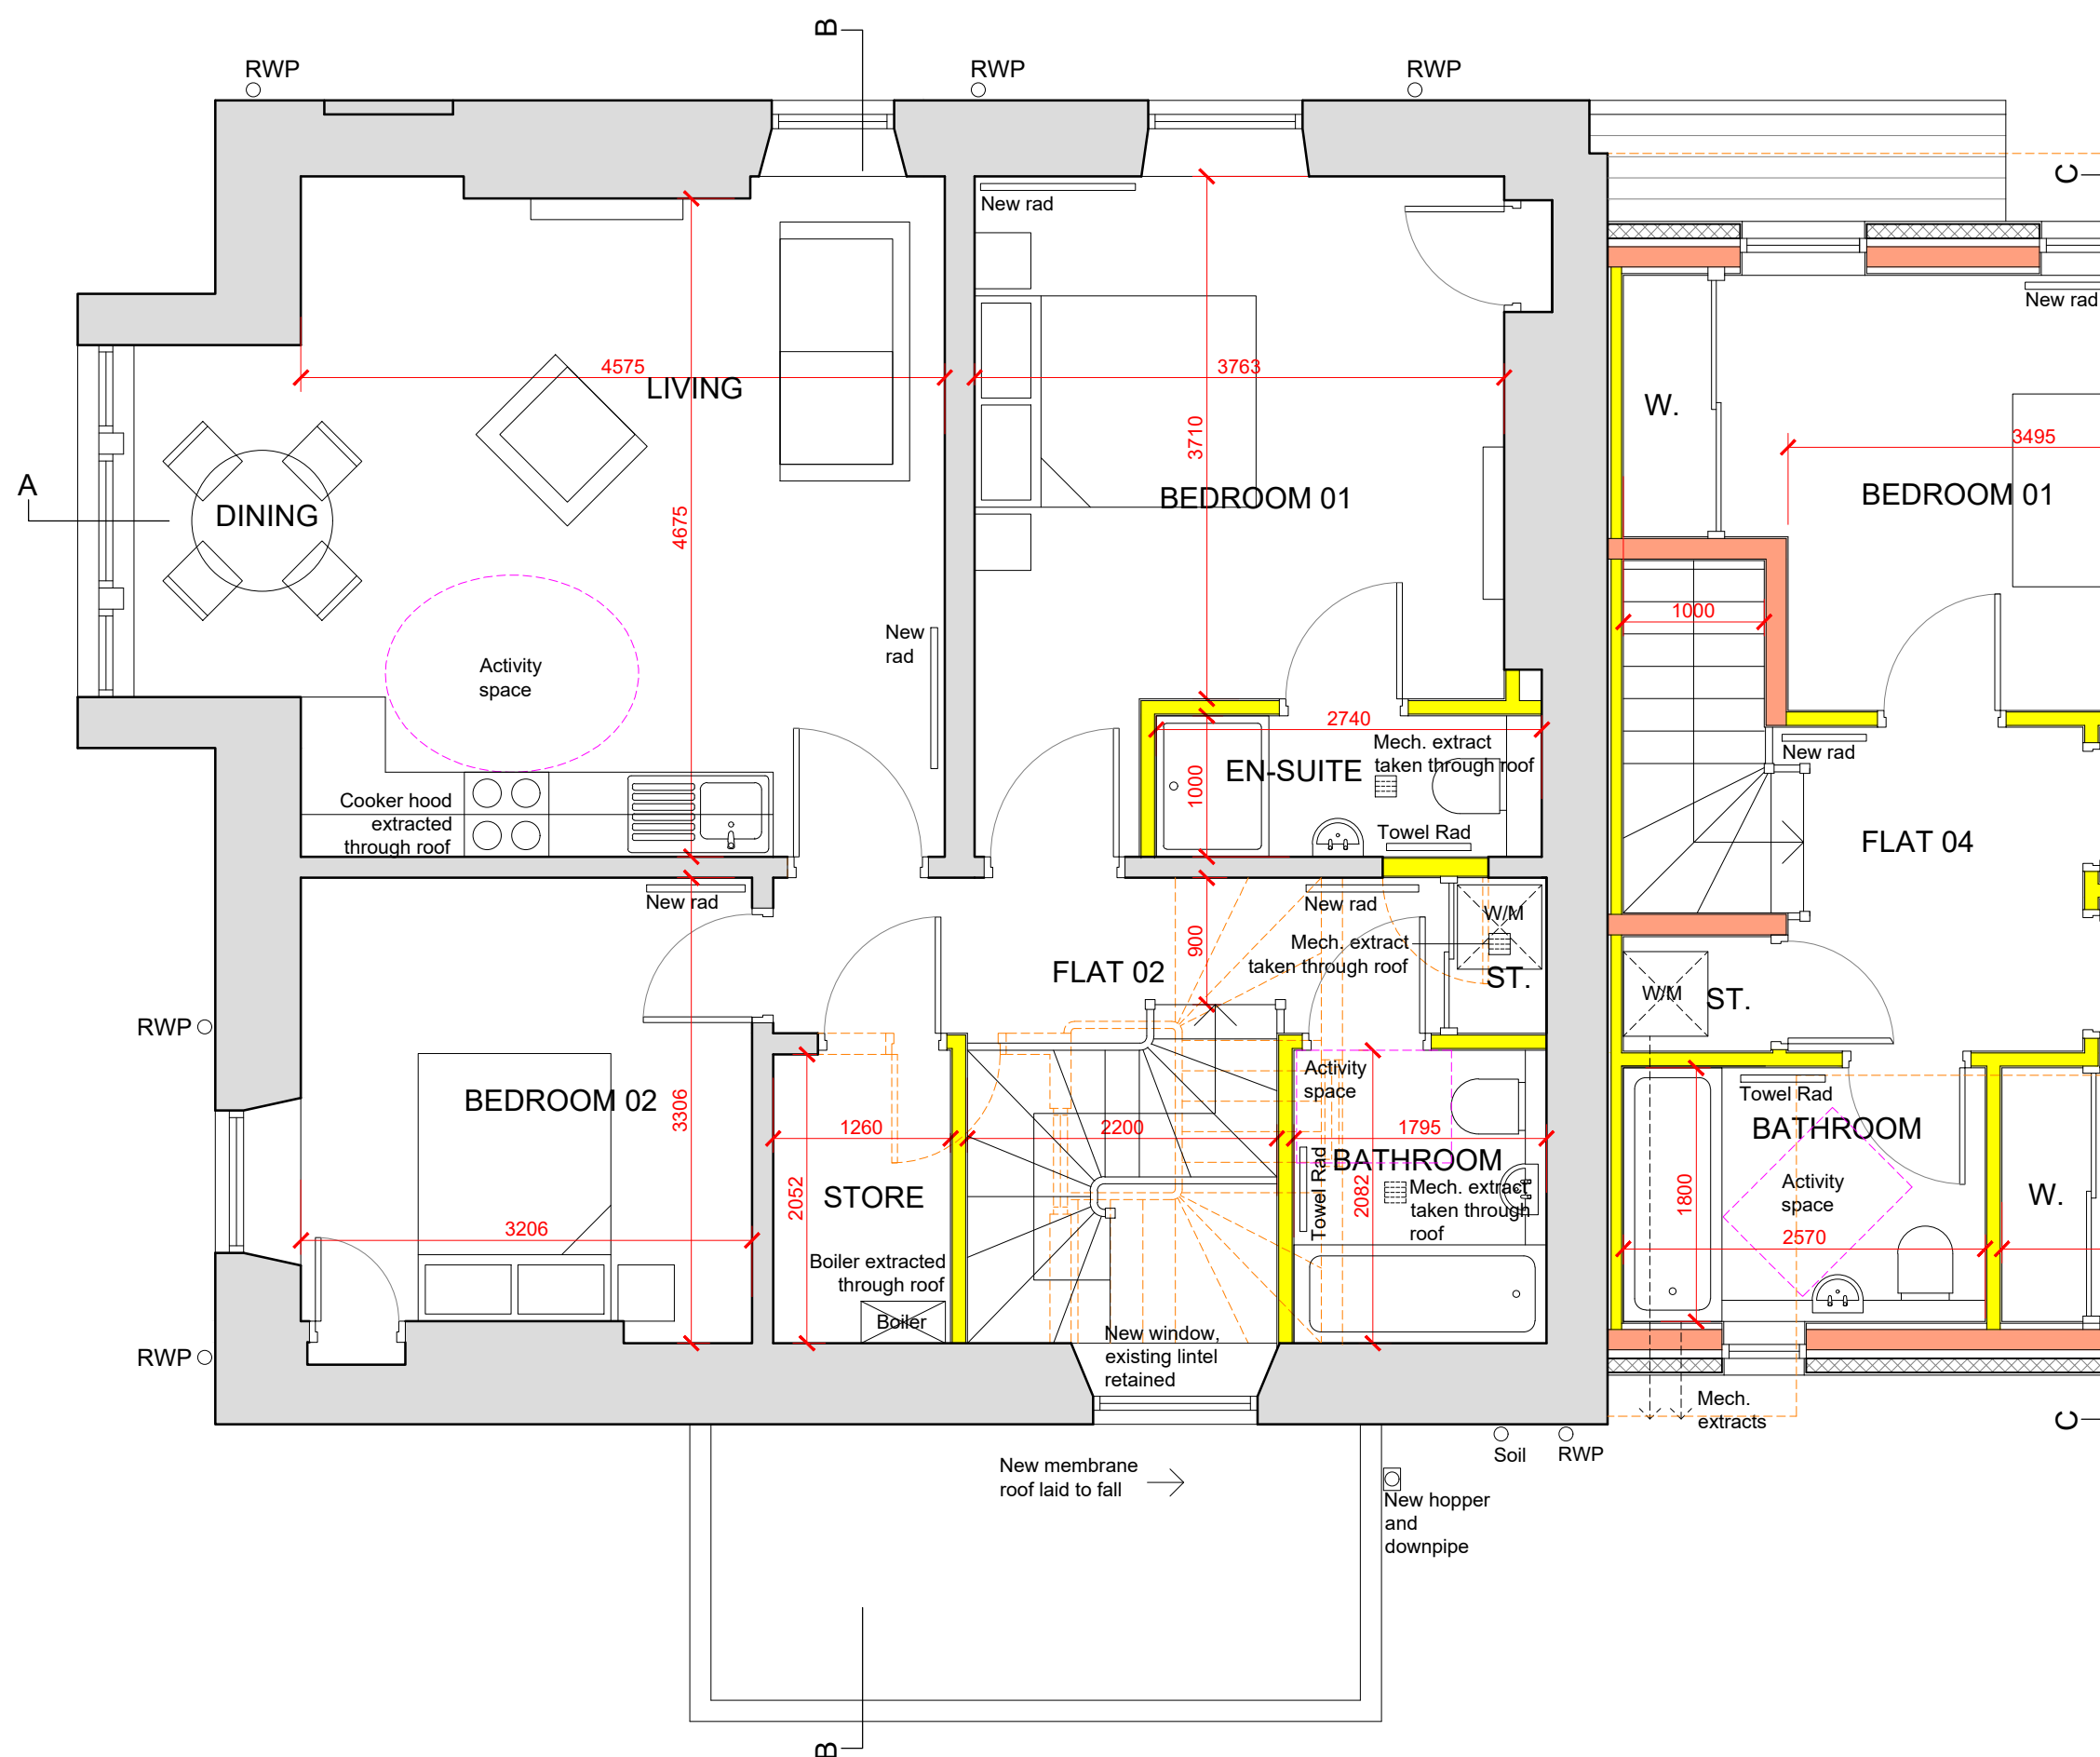 B
RWP
RWP
RWP
C
New rad
New rad
4575
LIVING
3763
W.
3710
3495
A
DINING
BEDROOM 01
BEDROOM 01
4675
1000
New
rad
Activity
space
2740
Mech. extract
taken through roof
New rad
EN-SUITE
1000
Cooker hood
extracted
through roof
Towel Rad
FLAT 04
New rad
New rad
W/M
900
Mech. extract
taken through roof
FLAT 02
ST.
W/M
ST.
RWP
Activity
space
Towel Rad
BEDROOM 02
3306
1260
2200
1795
BATHROOM
BATHROOM
Towel Rad
2052
STORE
2082
Mech. extract
taken through
roof
1800
Activity
space
W.
3206
2570
Boiler extracted
through roof
Boiler
New window,
existing lintel
retained
RWP
Mech.
extracts
C
Soil
RWP
New membrane
roof laid to fall
New hopper
and
downpipe
B